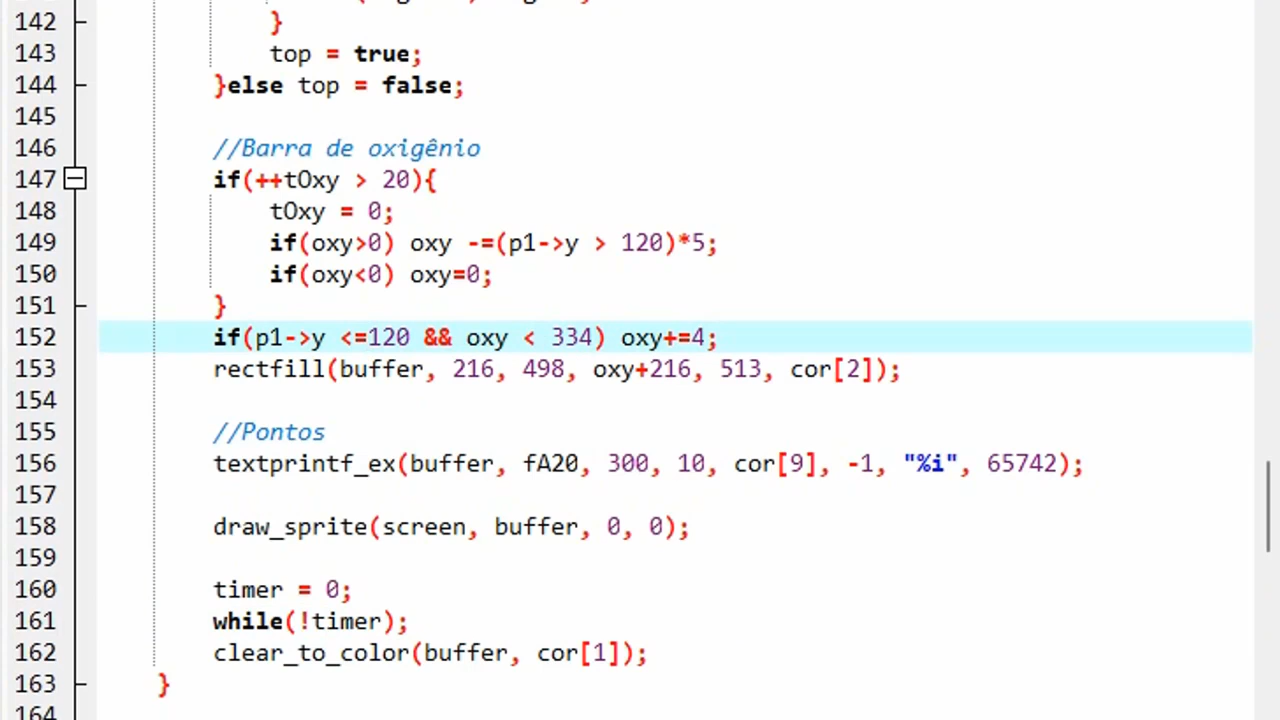 142 }
143 top = true;
144 }else top = false;
145
146 //Barra de oxigênio
147 if(++tOxy > 20){
148 tOxy = 0;
149 if(oxy>0) oxy -=(p1->y > 120)*5;
150 if(oxy<0) oxy=0;
151 }
152 if(p1->y <=120 && oxy < 334) oxy+=4;
153 rectfill(buffer, 216, 498, oxy+216, 513, cor[2]);
154
155 //Pontos
156 textprintf_ex(buffer, fA20, 300, 10, cor[9], -1, "%i", 65742);
157
158 draw_sprite(screen, buffer, 0, 0);
159
160 timer = 0;
161 while(!timer);
162 clear_to_color(buffer, cor[1]);
163 }
164